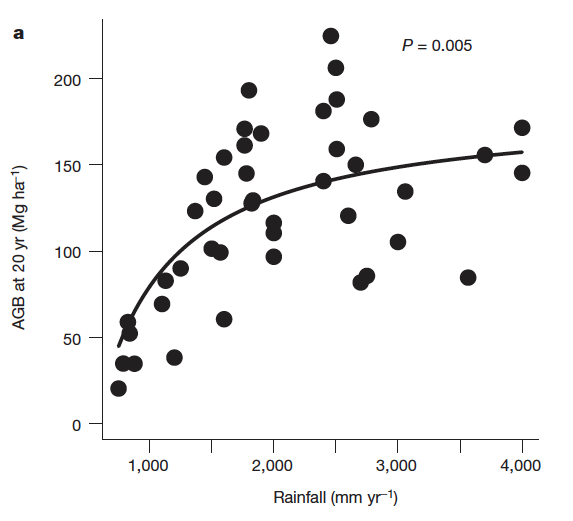 a
P = 0.005
AGB at 20 yr (Mg ha⁻¹)
200
150
100
50
0
1,000
2,000
3,000
4,000
Rainfall (mm yr⁻¹)